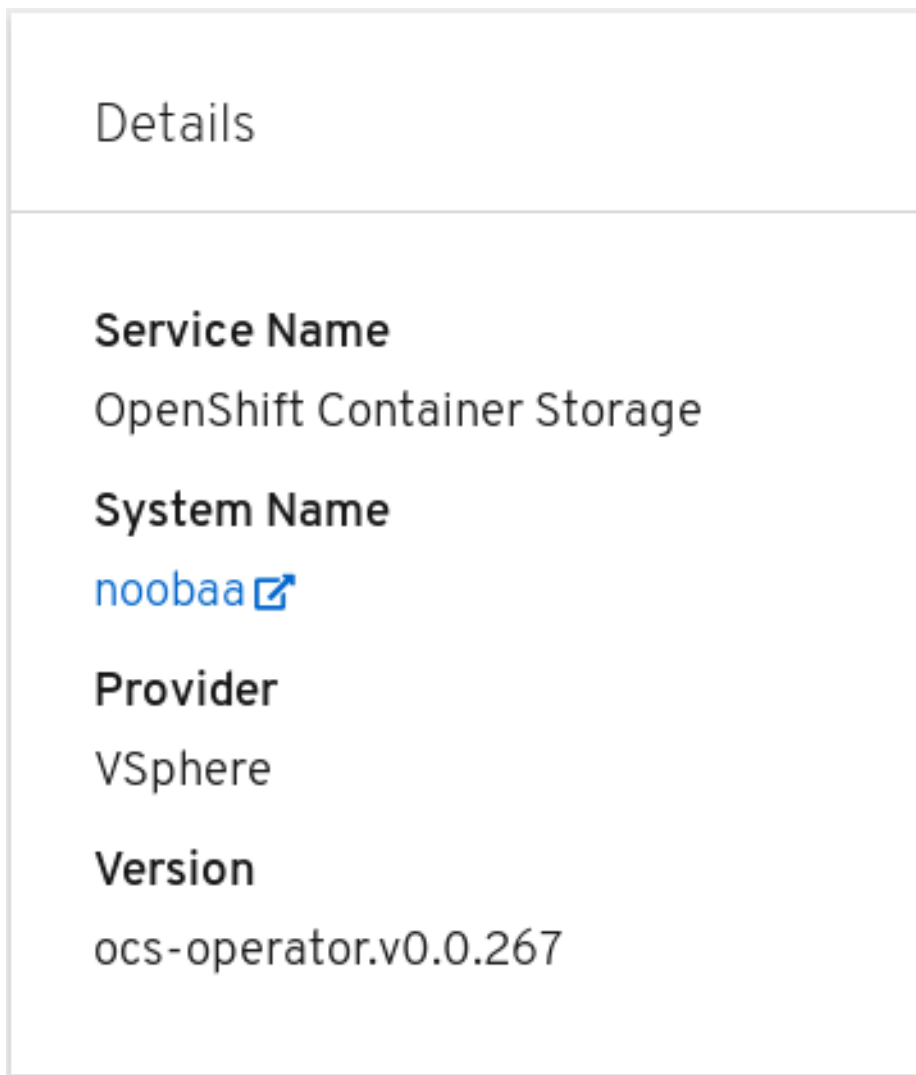 Details
Service Name
OpenShift Container Storage
System Name
noobaa
Provider
VSphere
Version
ocs-operator.v0.0.267